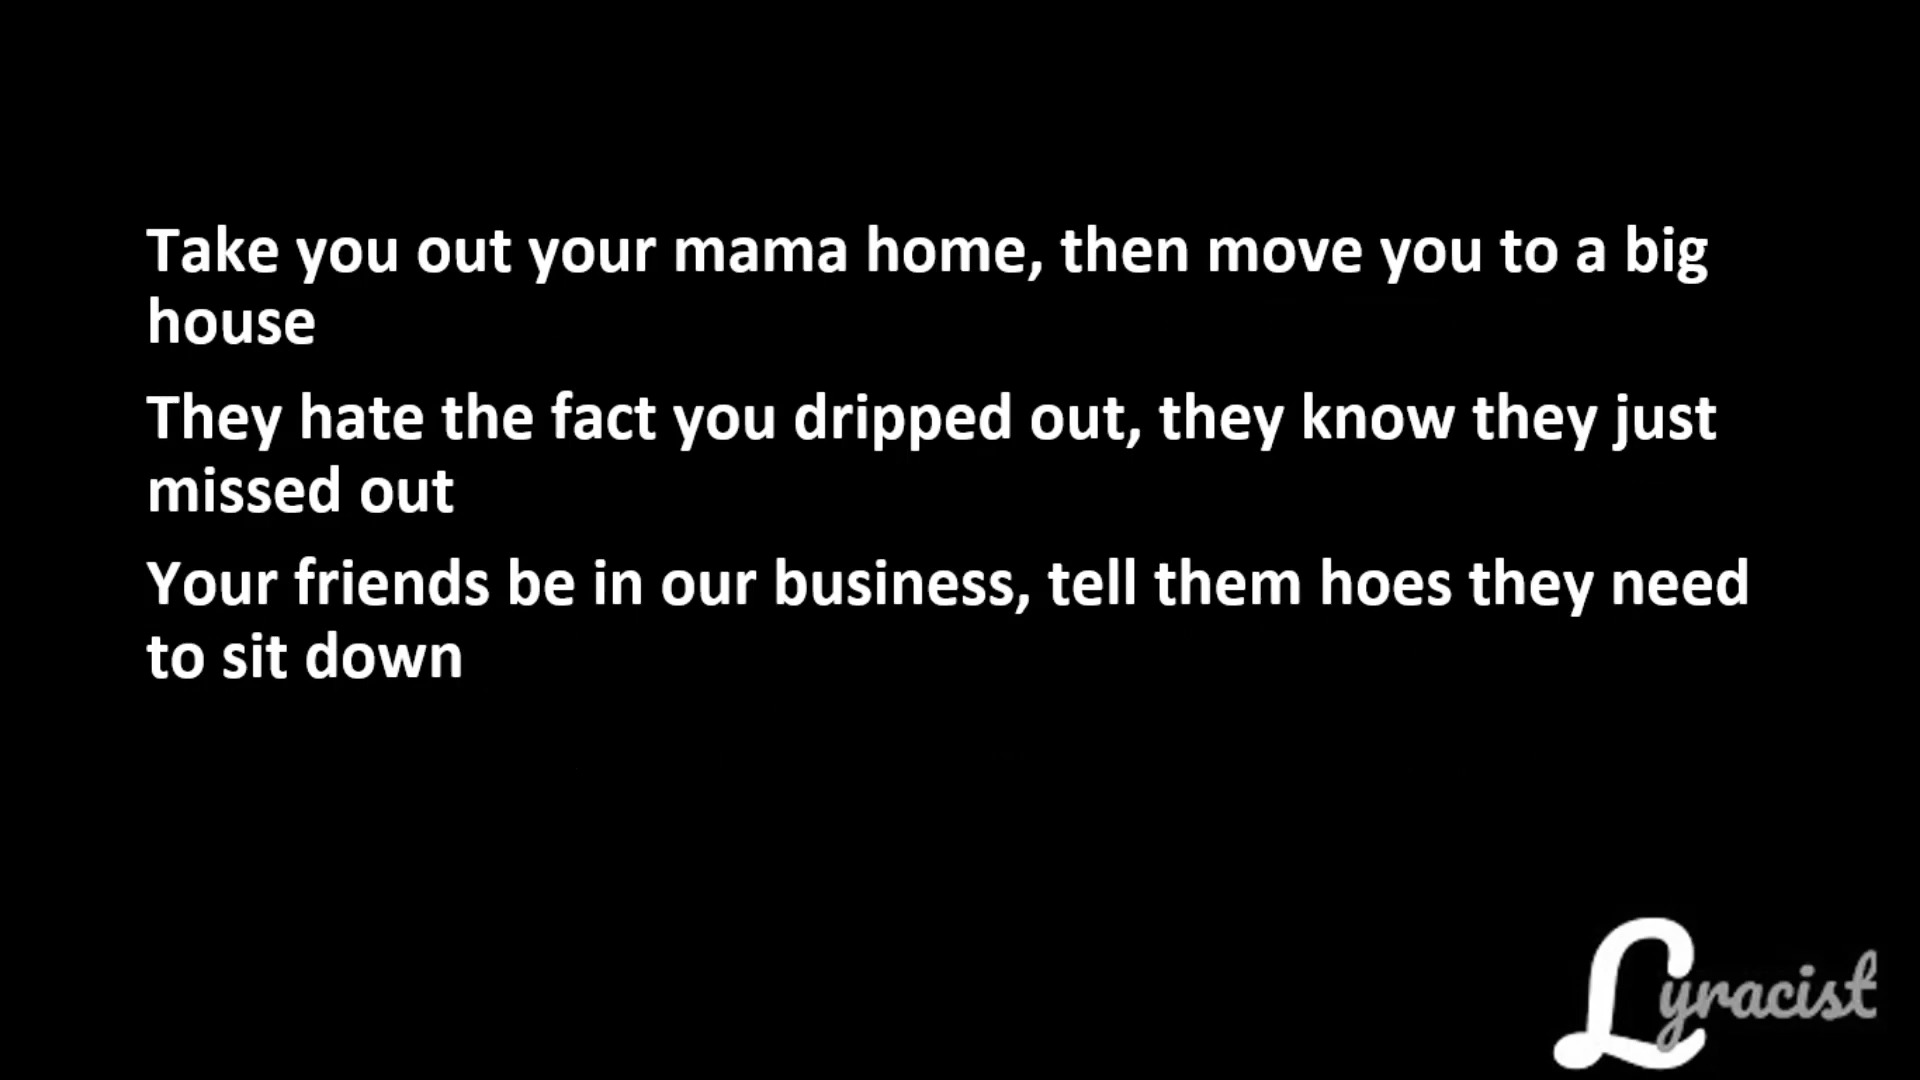 Take you out your mama home, then move you to a big
house
They hate the fact you dripped out, they know they just
missed out
Your friends be in our business, tell them hoes they need
to sit down
Lyracist